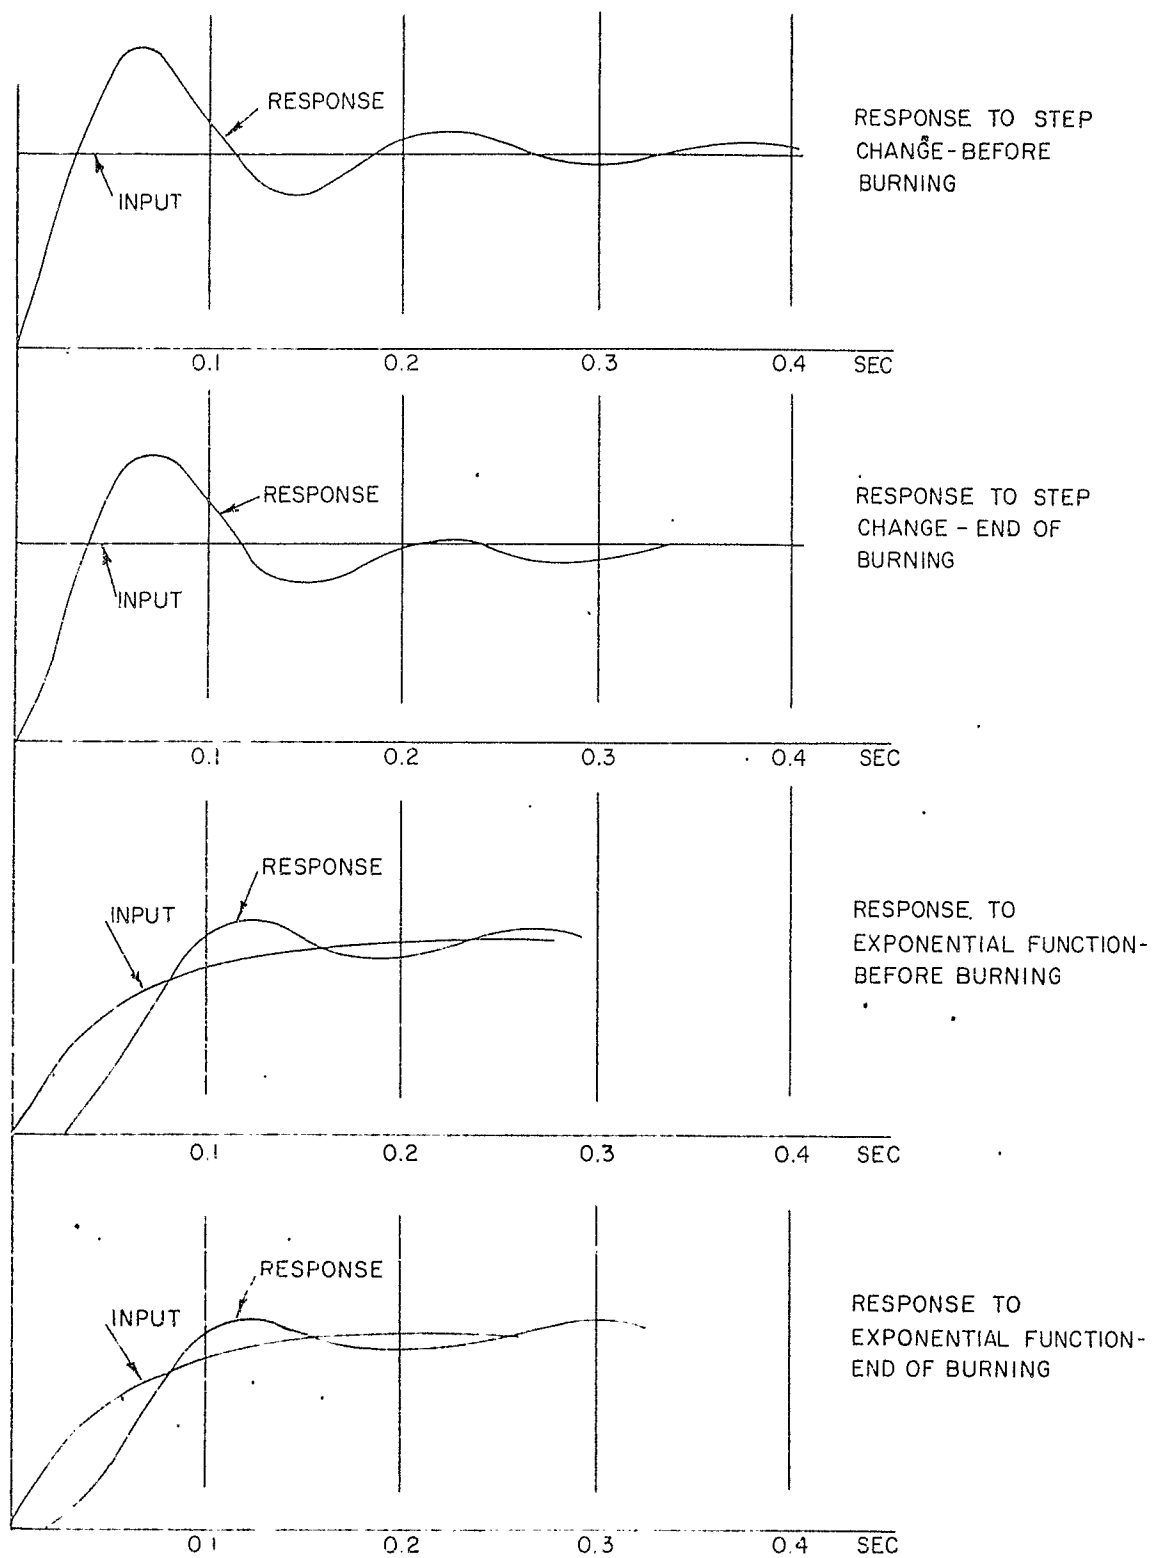 RESPONSE
INPUT
RESPONSE TO STEP
CHANGE-BEFORE
BURNING
0.1 0.2 0.3 0.4 SEC
RESPONSE
INPUT
RESPONSE TO STEP
CHANGE - END OF
BURNING
0.1 0.2 0.3 0.4 SEC
RESPONSE
INPUT
RESPONSE TO
EXPONENTIAL FUNCTION-
BEFORE BURNING
0.1 0.2 0.3 0.4 SEC
RESPONSE
INPUT
RESPONSE TO
EXPONENTIAL FUNCTION-
END OF BURNING
0.1 0.2 0.3 0.4 SEC